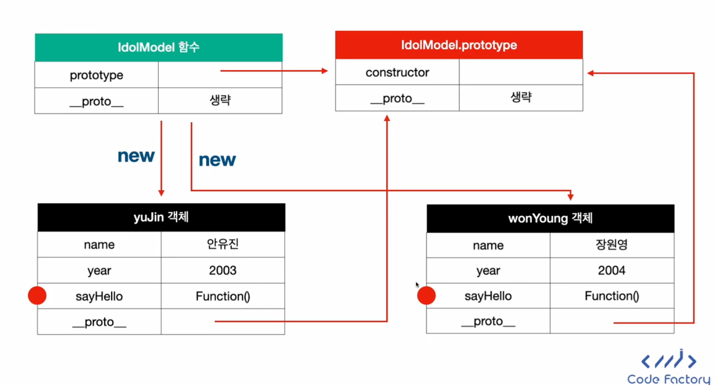 IdolModel 함수
prototype
__proto__ 생략
IdolModel.prototype
constructor
__proto__ 생략
new
new
yuJin 객체
name 안유진
year 2003
sayHello Function()
__proto__
wonYoung 객체
name 장원영
year 2004
sayHello Function()
__proto__
Code Factory